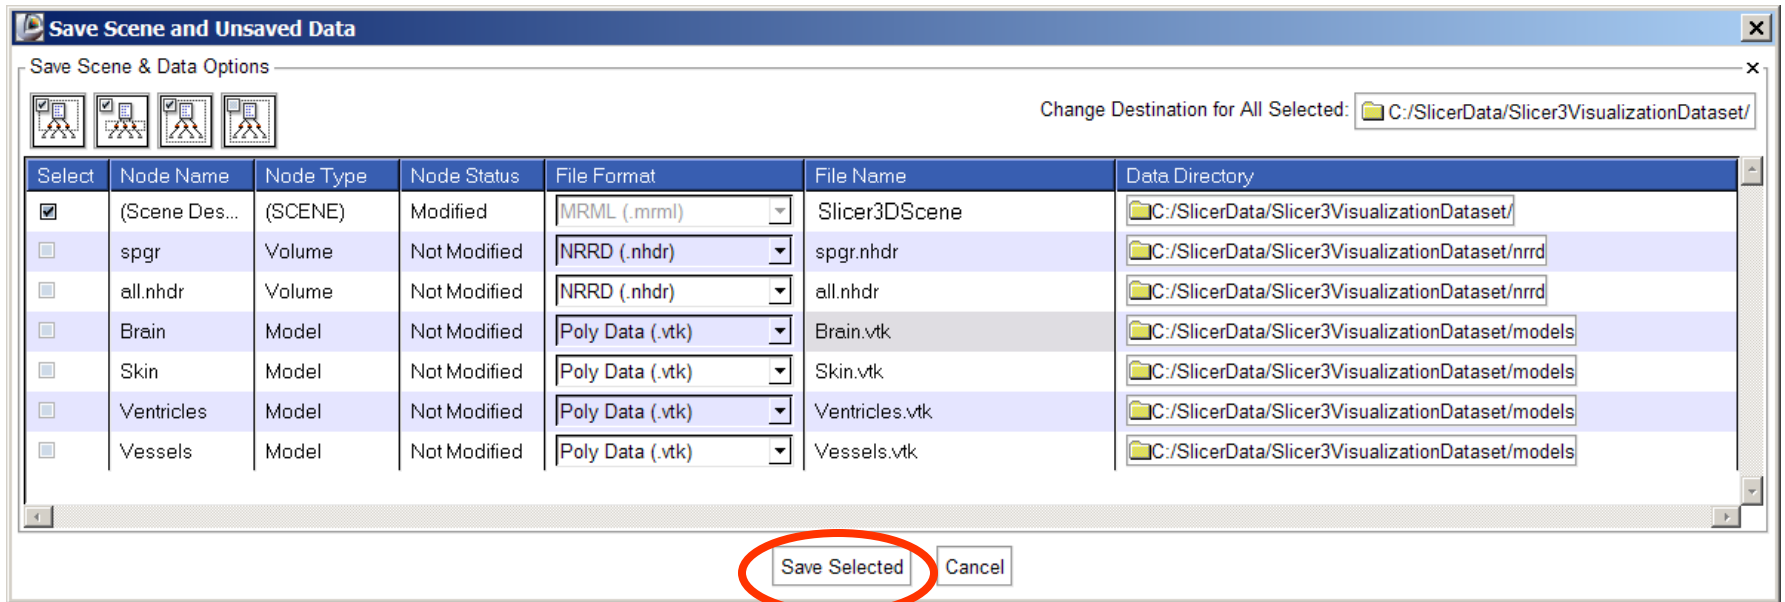 Save Scene and Unsaved Data
Save Scene & Data Options
Change Destination for All Selected: C:/SlicerData/Slicer3VisualizationDataset/
Select Node Name Node Type Node Status File Format File Name Data Directory
(Scene Des... (SCENE) Modified MRML (.mrml) Slicer3DScene C:/SlicerData/Slicer3VisualizationDataset/
spgr Volume Not Modified NRRD (.nhdr) spgr.nhdr C:/SlicerData/Slicer3VisualizationDataset/nrrd
all.nhdr Volume Not Modified NRRD (.nhdr) all.nhdr C:/SlicerData/Slicer3VisualizationDataset/nrrd
Brain Model Not Modified Poly Data (.vtk) Brain.vtk C:/SlicerData/Slicer3VisualizationDataset/models
Skin Model Not Modified Poly Data (.vtk) Skin.vtk C:/SlicerData/Slicer3VisualizationDataset/models
Ventricles Model Not Modified Poly Data (.vtk) Ventricles.vtk C:/SlicerData/Slicer3VisualizationDataset/models
Vessels Model Not Modified Poly Data (.vtk) Vessels.vtk C:/SlicerData/Slicer3VisualizationDataset/models
Save Selected Cancel